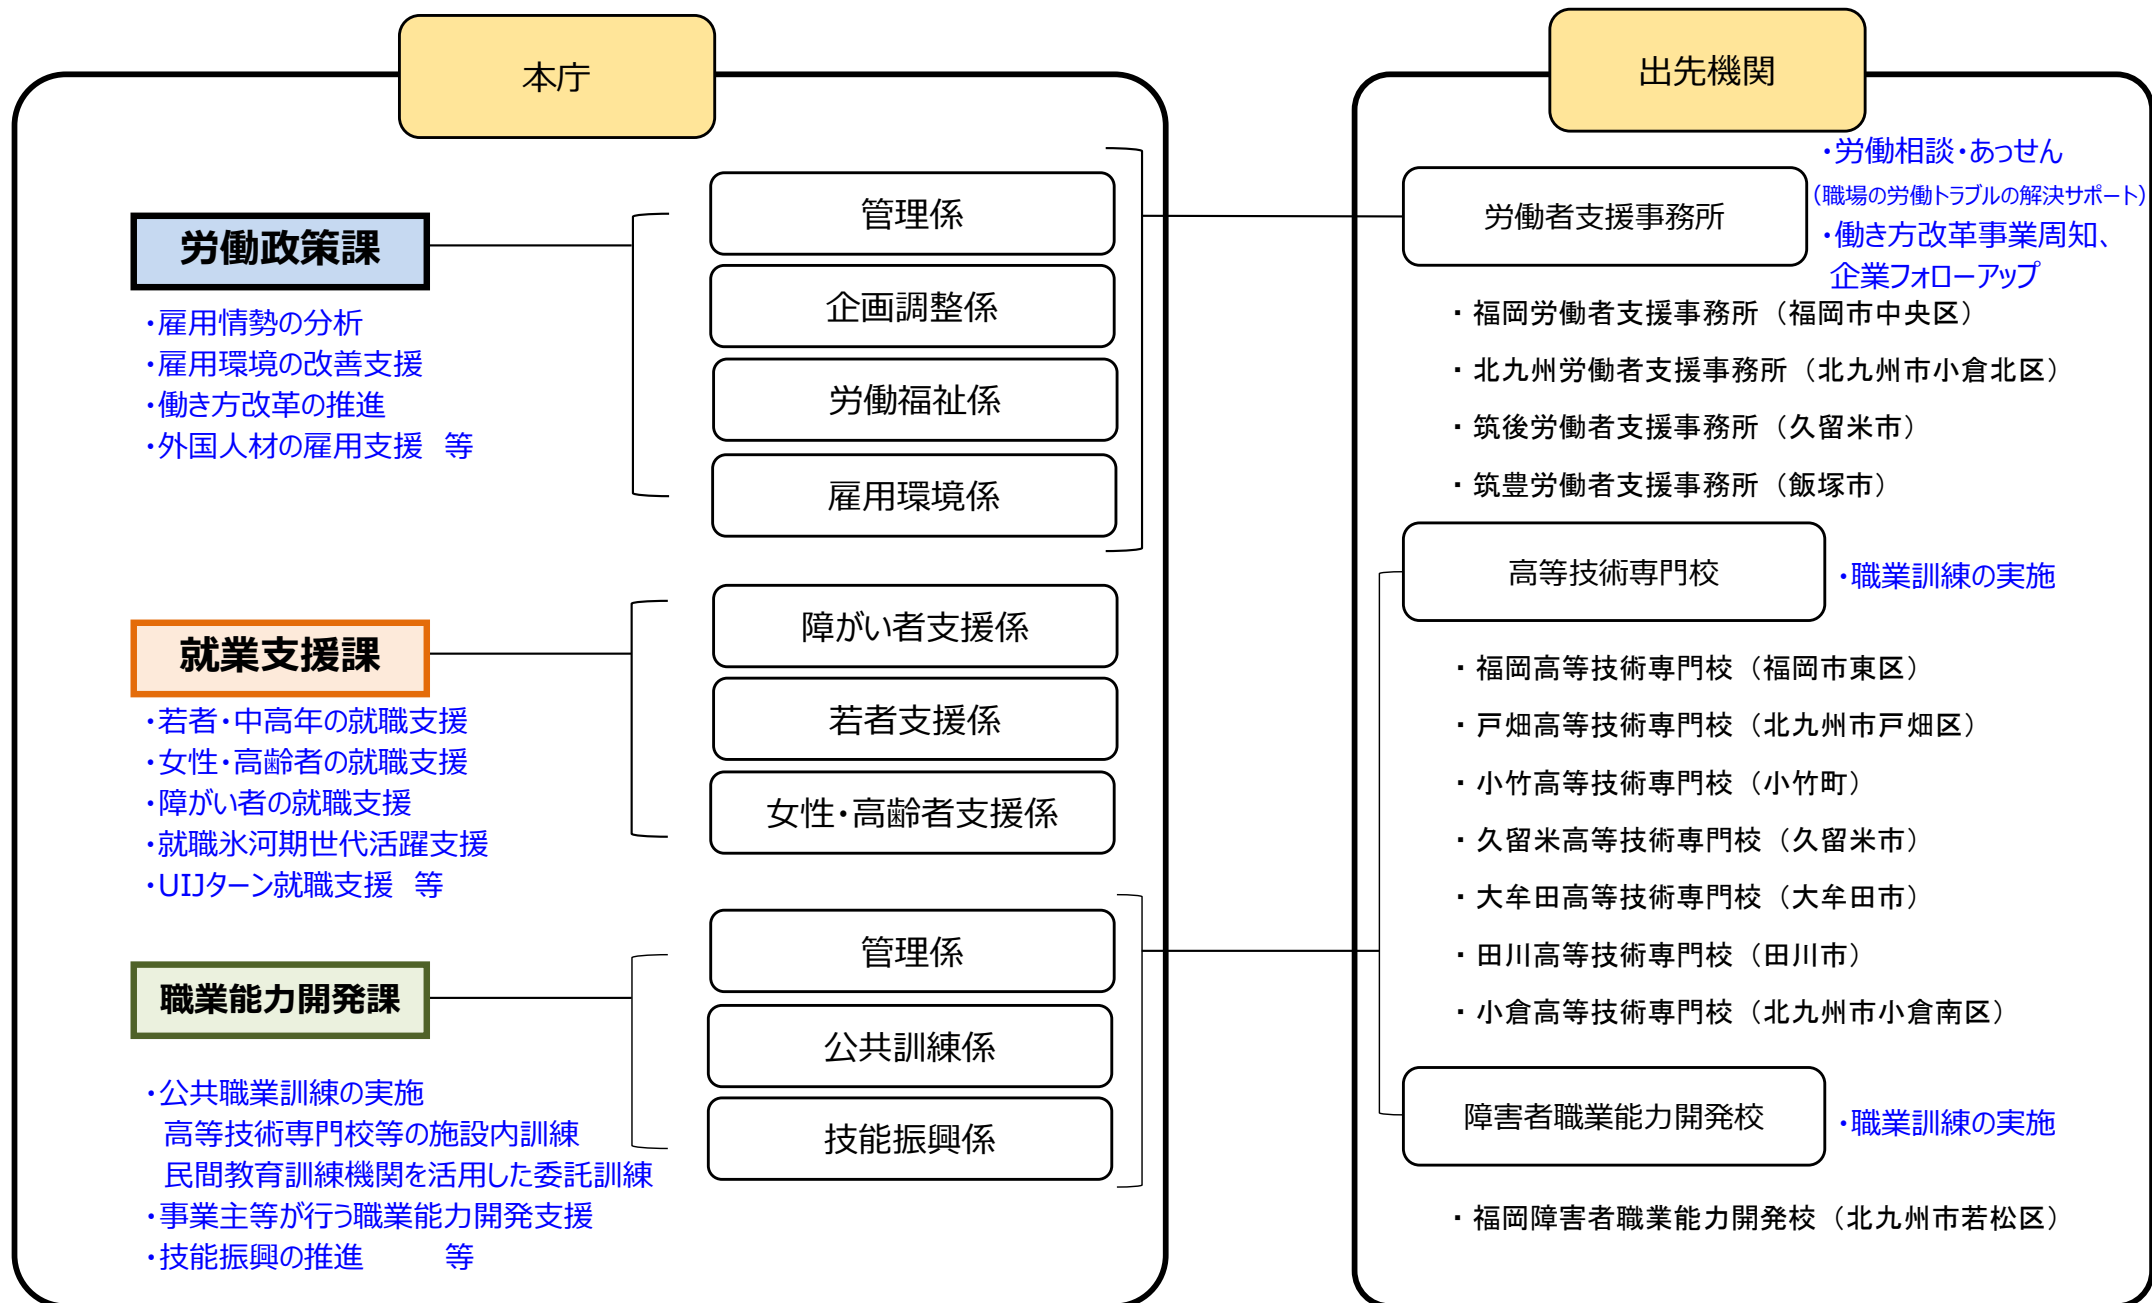 本庁
労働政策課
・雇用情勢の分析
・雇用環境の改善支援
・働き方改革の推進
・外国人材の雇用支援　等
管理係
企画調整係
労働福祉係
雇用環境係
就業支援課
・若者・中高年の就職支援
・女性・高齢者の就職支援
・障がい者の就職支援
・就職氷河期世代活躍支援
・UIJターン就職支援　等
障がい者支援係
若者支援係
女性・高齢者支援係
職業能力開発課
・公共職業訓練の実施
高等技術専門校等の施設内訓練
民間教育訓練機関を活用した委託訓練
・事業主等が行う職業能力開発支援
・技能振興の推進　　　等
管理係
公共訓練係
技能振興係
出先機関
労働者支援事務所
・労働相談・あっせん
（職場の労働トラブルの解決サポート）
・働き方改革事業周知、
企業フォローアップ
・福岡労働者支援事務所（福岡市中央区）
・北九州労働者支援事務所（北九州市小倉北区）
・筑後労働者支援事務所（久留米市）
・筑豊労働者支援事務所（飯塚市）
高等技術専門校
・職業訓練の実施
・福岡高等技術専門校（福岡市東区）
・戸畑高等技術専門校（北九州市戸畑区）
・小竹高等技術専門校（小竹町）
・久留米高等技術専門校（久留米市）
・大牟田高等技術専門校（大牟田市）
・田川高等技術専門校（田川市）
・小倉高等技術専門校（北九州市小倉南区）
障害者職業能力開発校
・職業訓練の実施
・福岡障害者職業能力開発校（北九州市若松区）